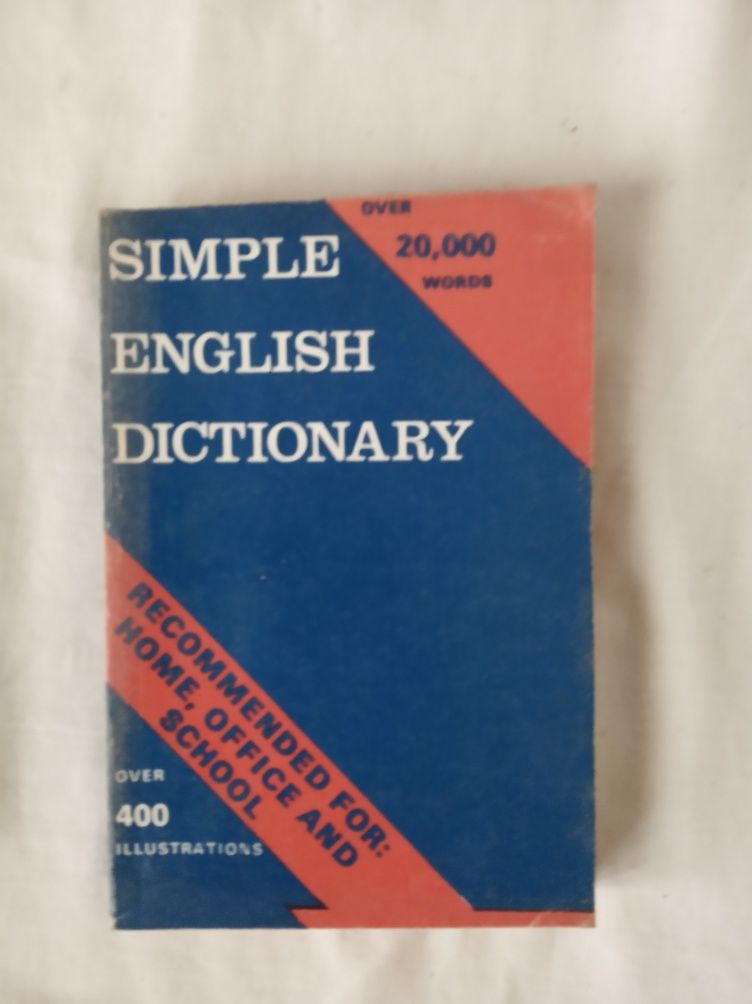 OVER
20,000
WORDS
SIMPLE
ENGLISH
DICTIONARY
RECOMMENDED FOR:
HOME, OFFICE AND
SCHOOL
OVER
400
ILLUSTRATIONS